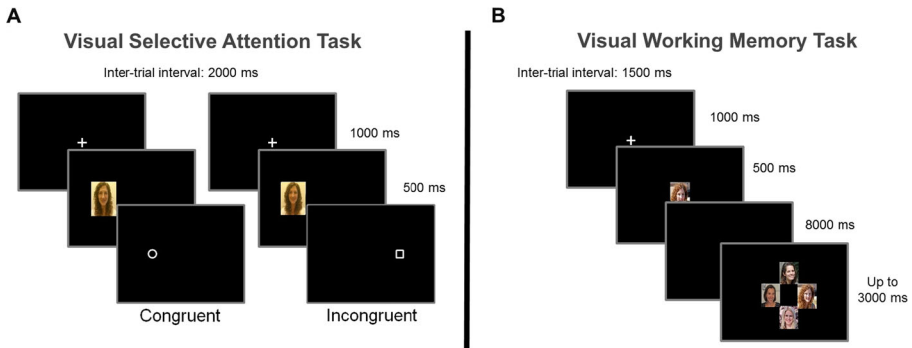 A
Visual Selective Attention Task
Inter-trial interval: 2000 ms
1000 ms
500 ms
Congruent
Incongruent
B
Visual Working Memory Task
Inter-trial interval: 1500 ms
1000 ms
500 ms
8000 ms
Up to
3000 ms